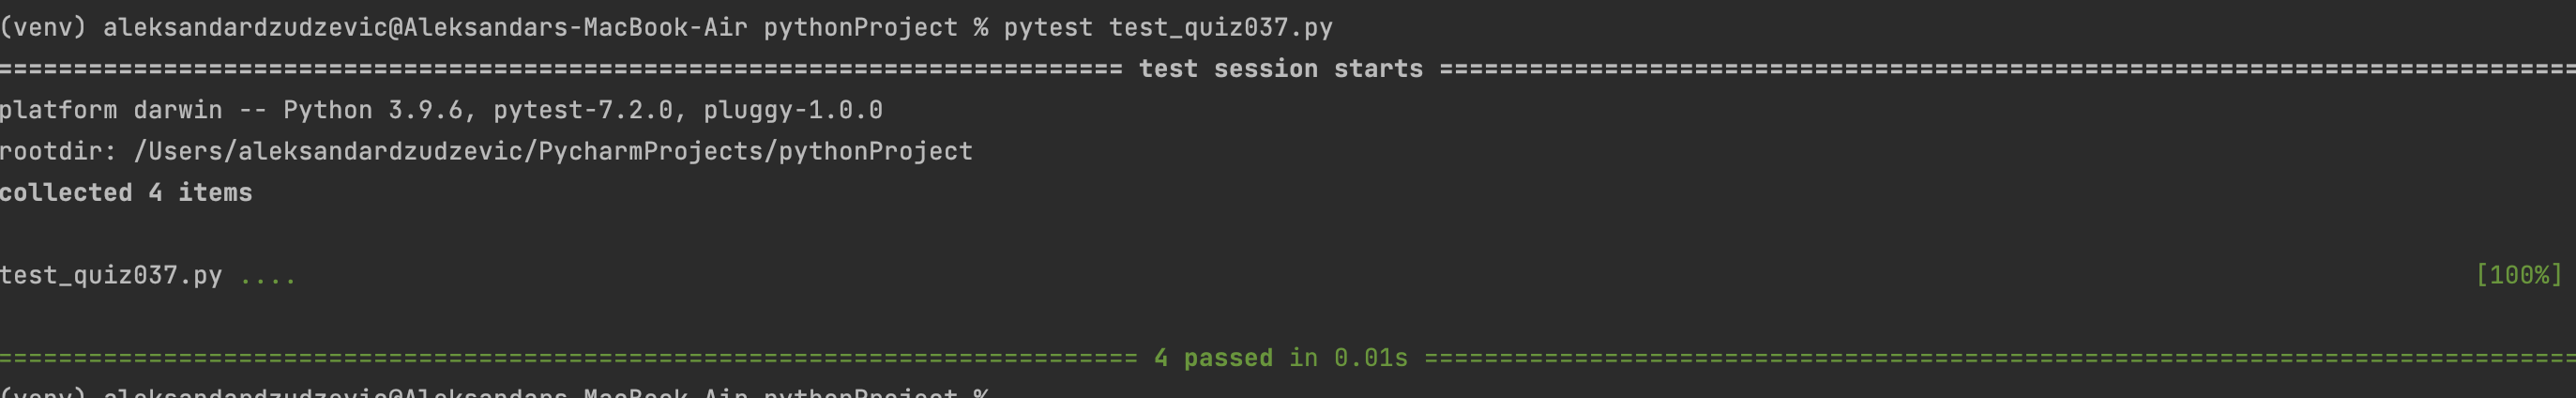 (venv) aleksandardzudzevic@Aleksandars-MacBook-Air pythonProject % pytest test_quiz037.py
=========================================================================== test session starts ============================================================================
platform darwin -- Python 3.9.6, pytest-7.2.0, pluggy-1.0.0
rootdir: /Users/aleksandardzudzevic/PycharmProjects/pythonProject
collected 4 items
test_quiz037.py .... [100%]
============================================================================ 4 passed in 0.01s =============================================================================
(venv) aleksandardzudzevic@Aleksandars-MacBook-Air pythonProject %